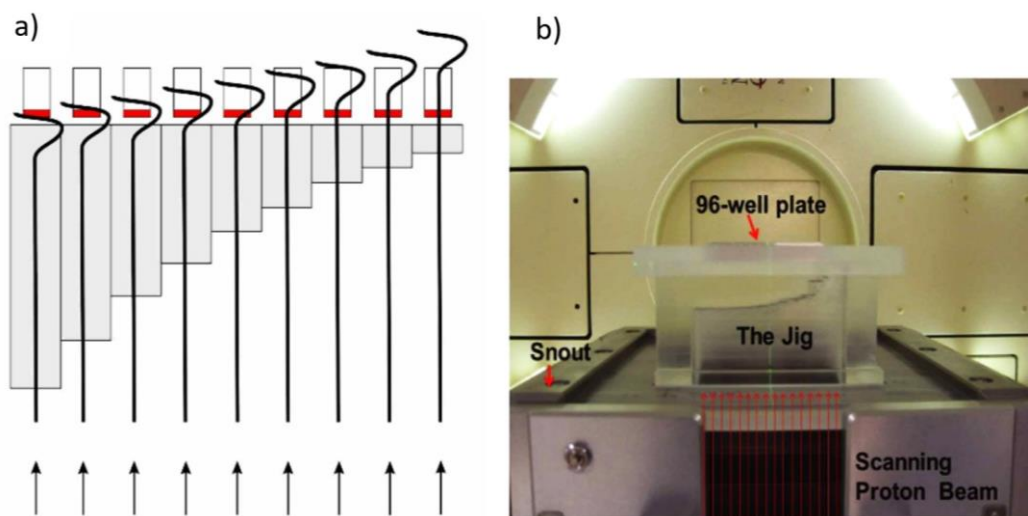 a)
b)
96-well plate
The Jig
Snout
Scanning
Proton Beam